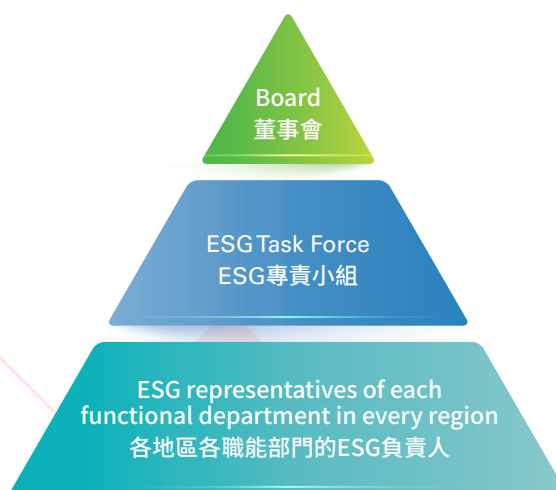 Board
董事會
ESG Task Force
ESG專責小組
ESG representatives of each
functional department in every region
各地區各職能部門的ESG負責人